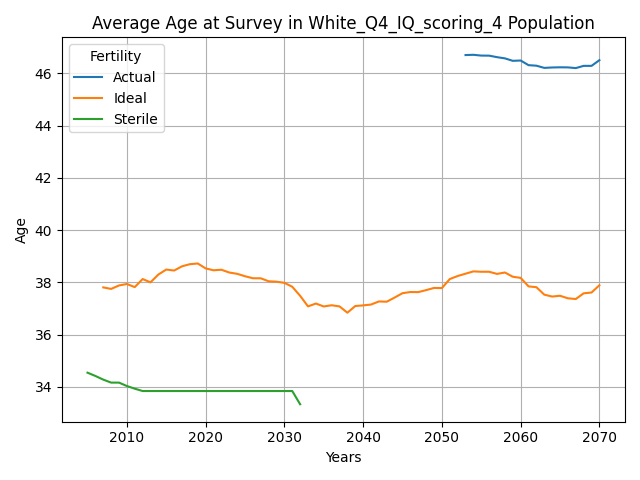 Average Age at Survey in White_Q4_IQ_scoring_4 Population
Fertility
Actual
Ideal
Sterile
46
44
42
40
38
36
34
Age
2010 2020 2030 2040 2050 2060 2070
Years